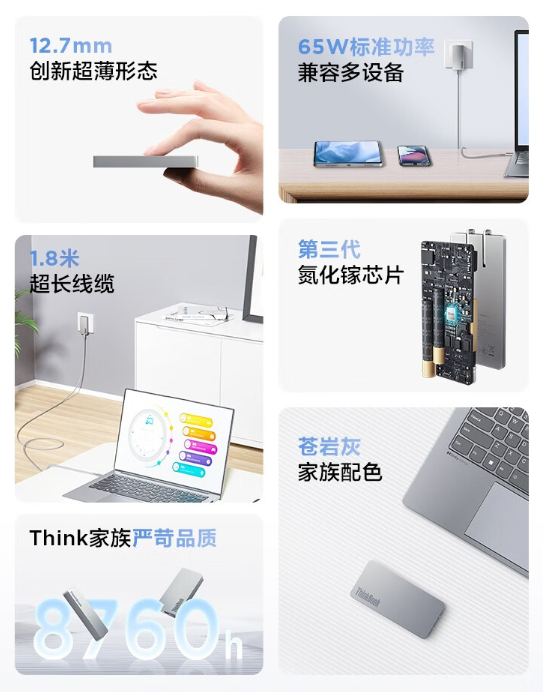 12.7mm
创新超薄形态
65W标准功率
兼容多设备
1.8米
超长线缆
第三代
氮化镓芯片
苍岩灰
家族配色
ThinkBook
Think家族严苛品质
8760h